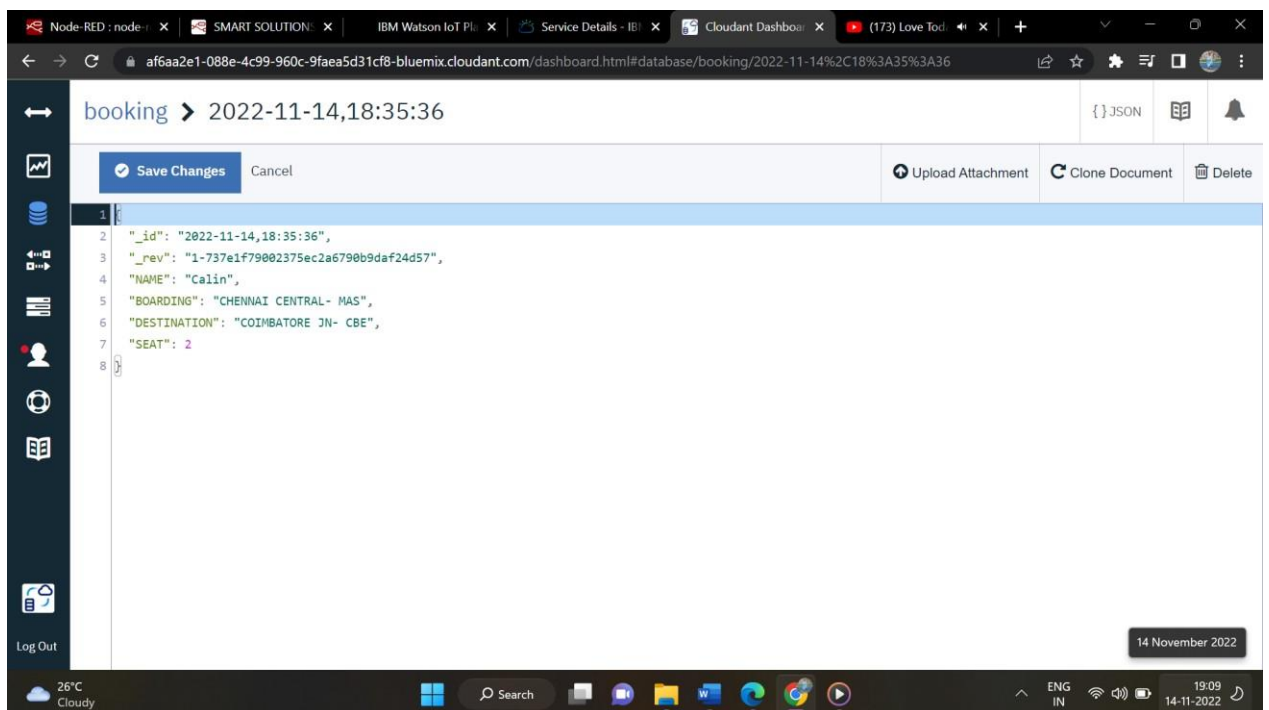 Node-RED : node-r
SMART SOLUTIONS
IBM Watson IoT Pla
Service Details - IB
Cloudant Dashboar
(173) Love Tod
af6aa2e1-088e-4c99-960c-9faea5d31cf8-bluemix.cloudant.com/dashboard.html#database/booking/2022-11-14%2C18%3A35%3A36
booking > 2022-11-14,18:35:36
{ } JSON
Save Changes
Cancel
Upload Attachment
Clone Document
Delete
1 {
2 "_id": "2022-11-14,18:35:36",
3 "_rev": "1-737e1f79002375ec2a6790b9daf24d57",
4 "NAME": "Calin",
5 "BOARDING": "CHENNAI CENTRAL- MAS",
6 "DESTINATION": "COIMBATORE JN- CBE",
7 "SEAT": 2
8 }
Log Out
14 November 2022
26°C
Cloudy
Search
ENG
IN
19:09
14-11-2022